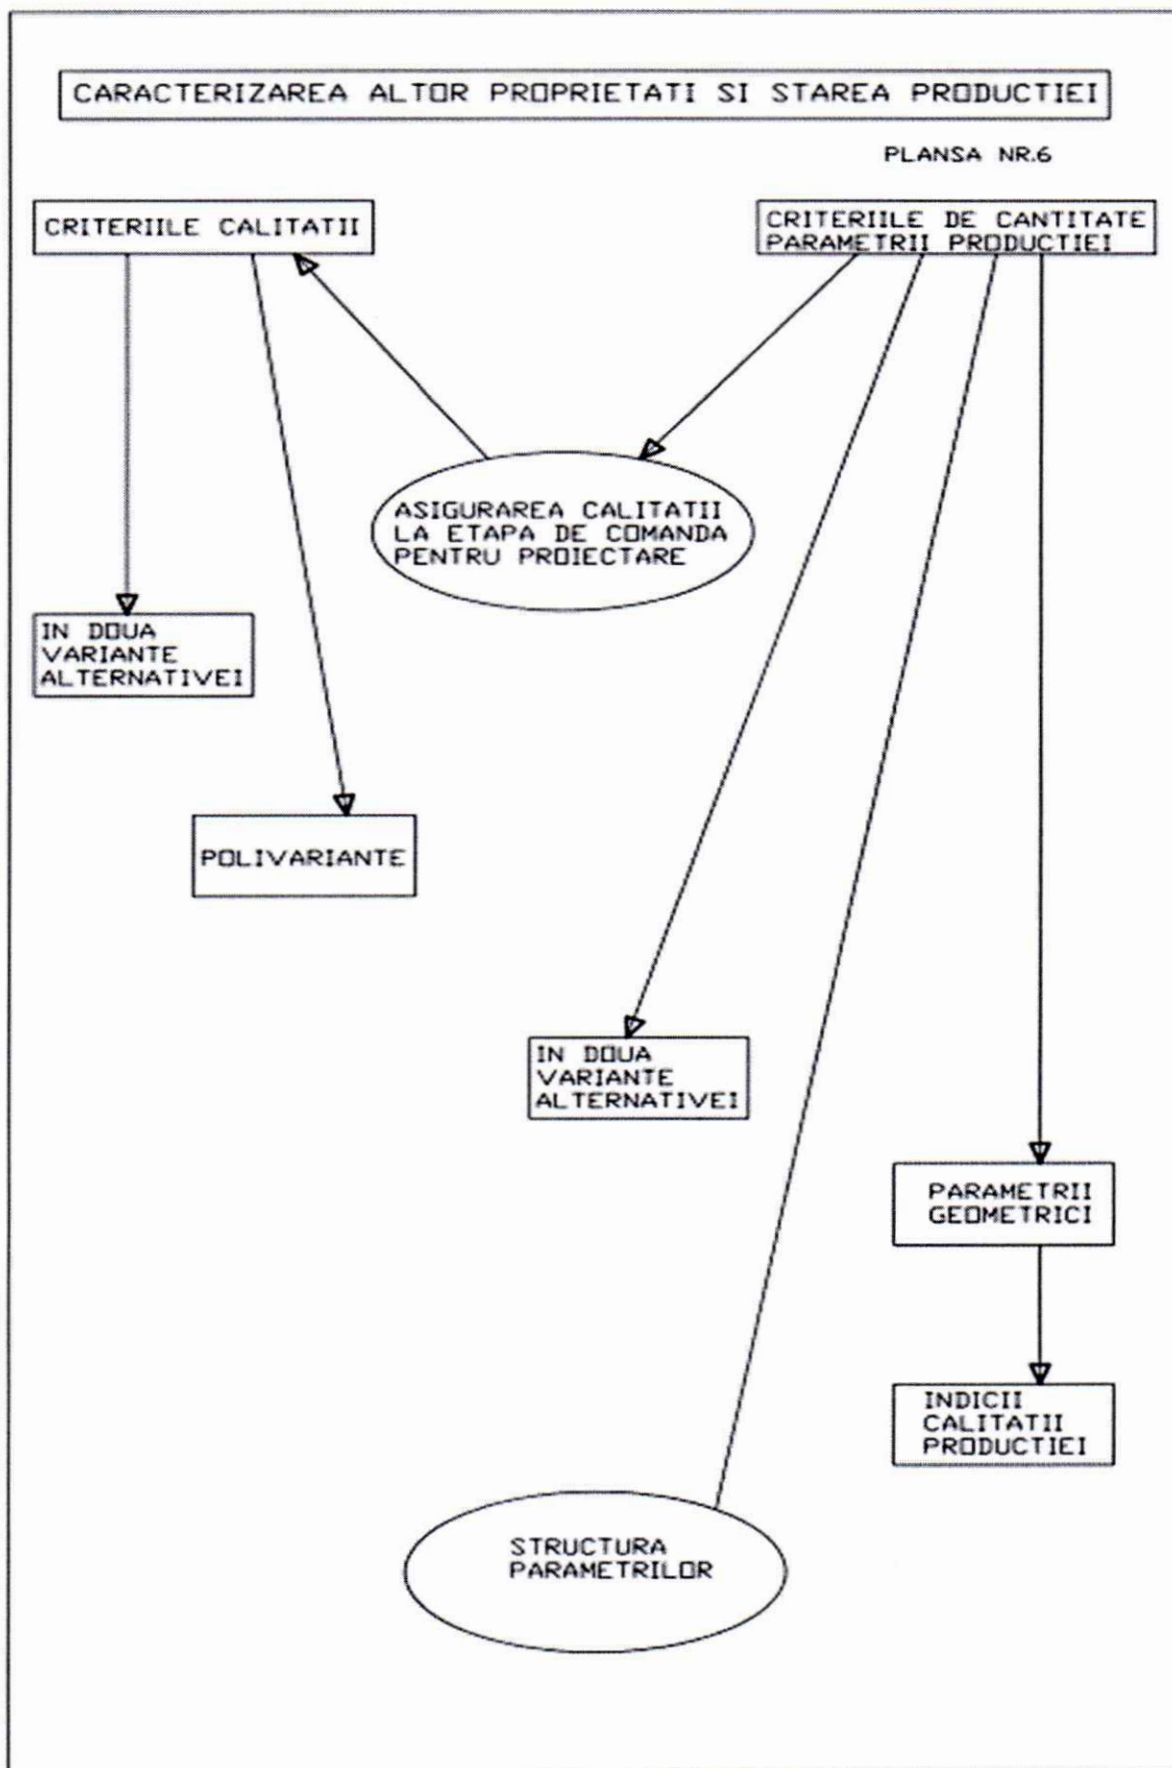 CARACTERIZAREA ALTOR PROPRIETATI SI STAREA PRODUCTIEI
PLANSA NR.6
CRITERIILE CALITATII
CRITERIILE DE CANTITATE
PARAMETRII PRODUCTIEI
ASIGURAREA CALITATII
LA ETAPA DE COMANDA
PENTRU PROIECTARE
IN DOUA
VARIANTE
ALTERNATIVEI
POLIVARIANTE
IN DOUA
VARIANTE
ALTERNATIVEI
PARAMETRII
GEOMETRICI
INDICII
CALITATII
PRODUCTIEI
STRUCTURA
PARAMETRILOR